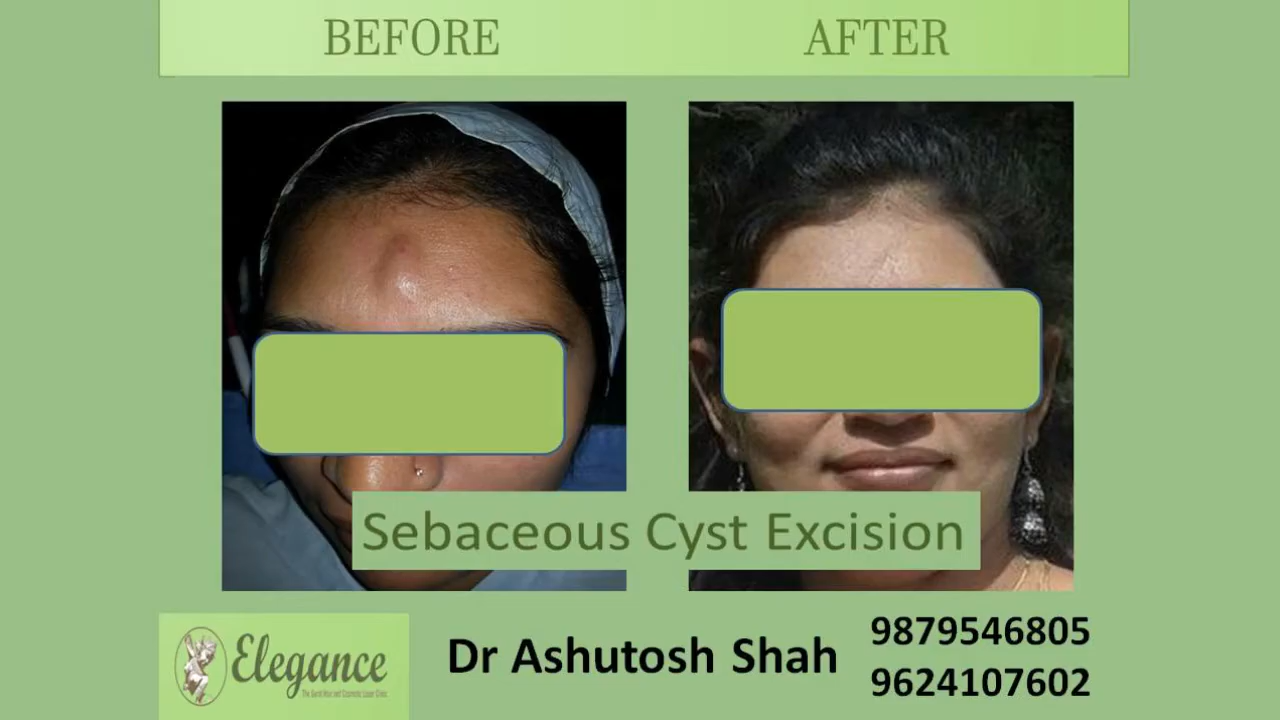 BEFORE
AFTER
Sebaceous Cyst Excision
Elegance
Dr Ashutosh Shah
9879546805
9624107602